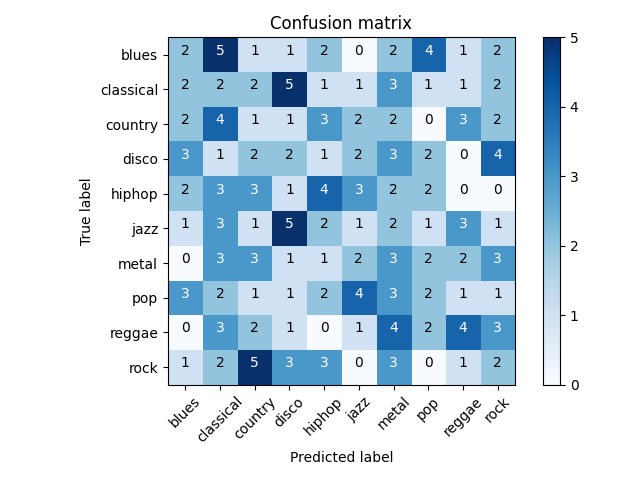 Confusion matrix
blues 2 5 1 1 2 0 2 4 1 2
classical 2 2 2 5 1 1 3 1 1 2
country 2 4 1 1 3 2 2 0 3 2
disco 3 1 2 2 1 2 3 2 0 4
hiphop 2 3 3 1 4 3 2 2 0 0
jazz 1 3 1 5 2 1 2 1 3 1
metal 0 3 3 1 1 2 3 2 2 3
pop 3 2 1 1 2 4 3 2 1 1
reggae 0 3 2 1 0 1 4 2 4 3
rock 1 2 5 3 3 0 3 0 1 2
True label
blues classical country disco hiphop jazz metal pop reggae rock
Predicted label
5
4
3
2
1
0